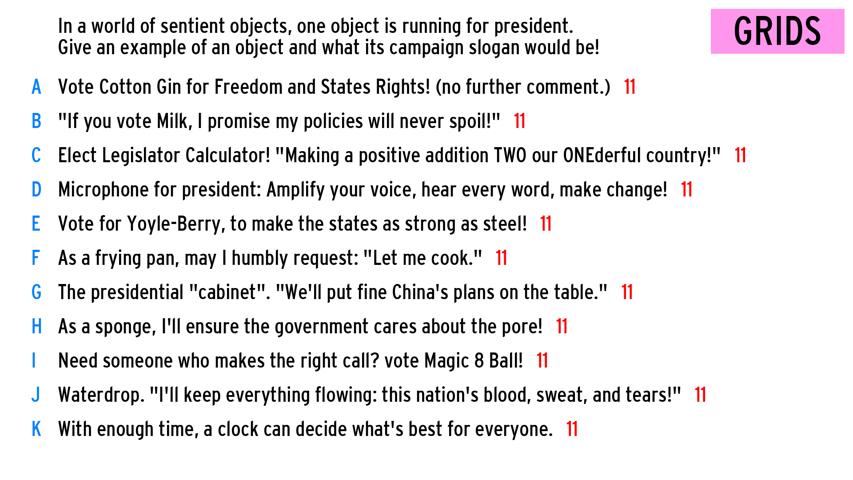 In a world of sentient objects, one object is running for president.
Give an example of an object and what its campaign slogan would be!
GRIDS
A Vote Cotton Gin for Freedom and States Rights! (no further comment.) 11
B "If you vote Milk, I promise my policies will never spoil!" 11
C Elect Legislator Calculator! "Making a positive addition TWO our ONEderful country!" 11
D Microphone for president: Amplify your voice, hear every word, make change! 11
E Vote for Yoyle-Berry, to make the states as strong as steel! 11
F As a frying pan, may I humbly request: "Let me cook." 11
G The presidential "cabinet". "We'll put fine China's plans on the table." 11
H As a sponge, I'll ensure the government cares about the pore! 11
I Need someone who makes the right call? vote Magic 8 Ball! 11
J Waterdrop. "I'll keep everything flowing: this nation's blood, sweat, and tears!" 11
K With enough time, a clock can decide what's best for everyone. 11